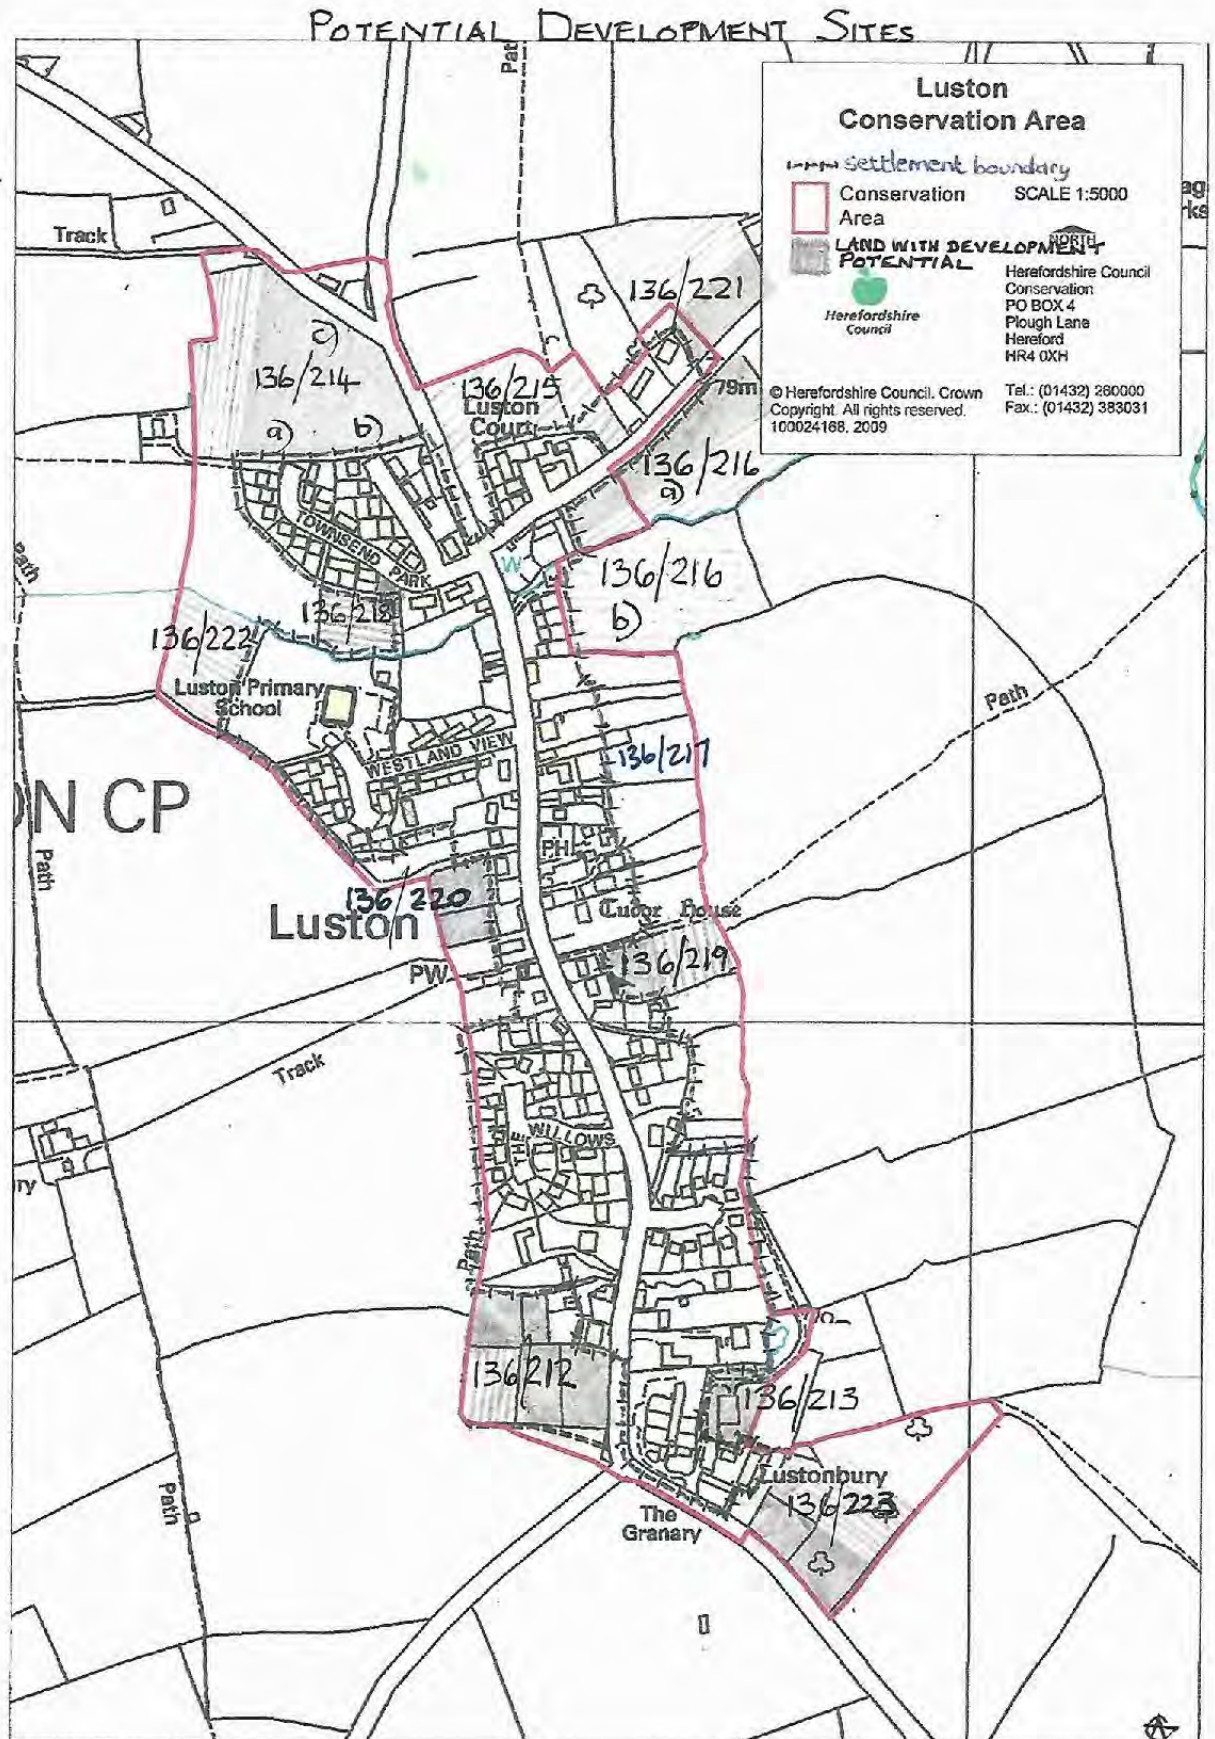 POTENTIAL DEVELOPMENT SITES
Luston
Conservation Area
settlement boundary
Conservation
Area
SCALE 1:5000
LAND WITH DEVELOPMENT
POTENTIAL
NORTH
Herefordshire
Council
Herefordshire Council
Conservation
PO BOX 4
Plough Lane
Hereford
HR4 0XH
© Herefordshire Council. Crown
Copyright. All rights reserved.
100024168, 2009
Tel.: (01432) 260000
Fax.: (01432) 383031
Track
136/221
c)
136/214
136/215
Luston
Court
79m
a)
b)
136/216
a)
TOWNSEND PARK
W
136/216
b)
Path
136/218
136/222
Luston Primary
School
Path
WESTLAND VIEW
136/217
ON CP
Path
PH
136/220
Luston
Tudor House
PW
136/219
Track
THE WILLOWS
Path
136/212
136/213
Lustonbury
136/223
Path
The
Granary